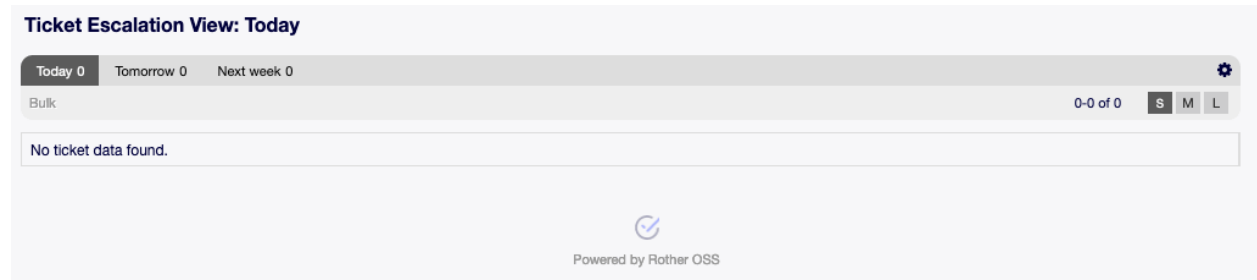 Ticket Escalation View: Today
Today 0 Tomorrow 0 Next week 0
Bulk 0-0 of 0 S M L
No ticket data found.
Powered by Rother OSS